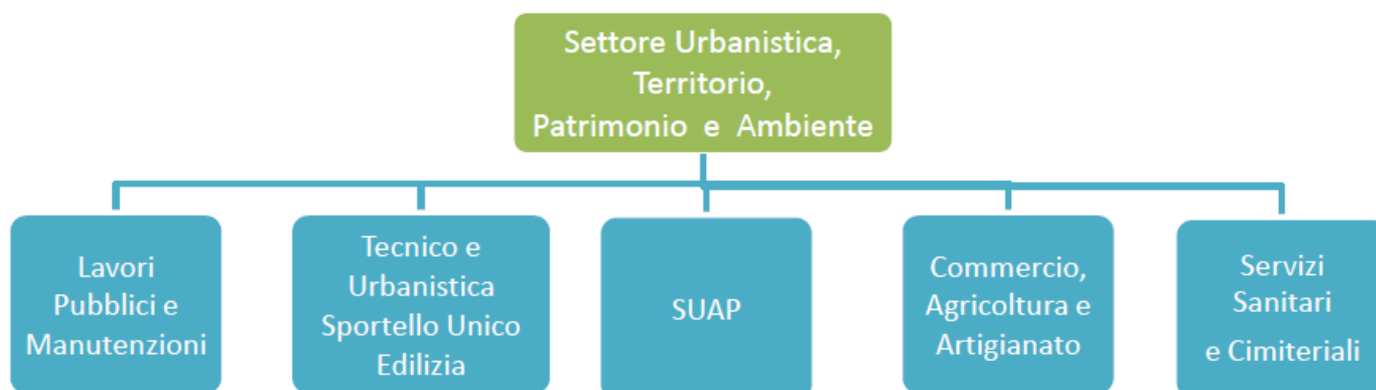 Settore Urbanistica,
Territorio,
Patrimonio e Ambiente
Lavori
Pubblici e
Manutenzioni
Tecnico e
Urbanistica
Sportello Unico
Edilizia
SUAP
Commercio,
Agricoltura e
Artigianato
Servizi
Sanitari
e Cimiteriali